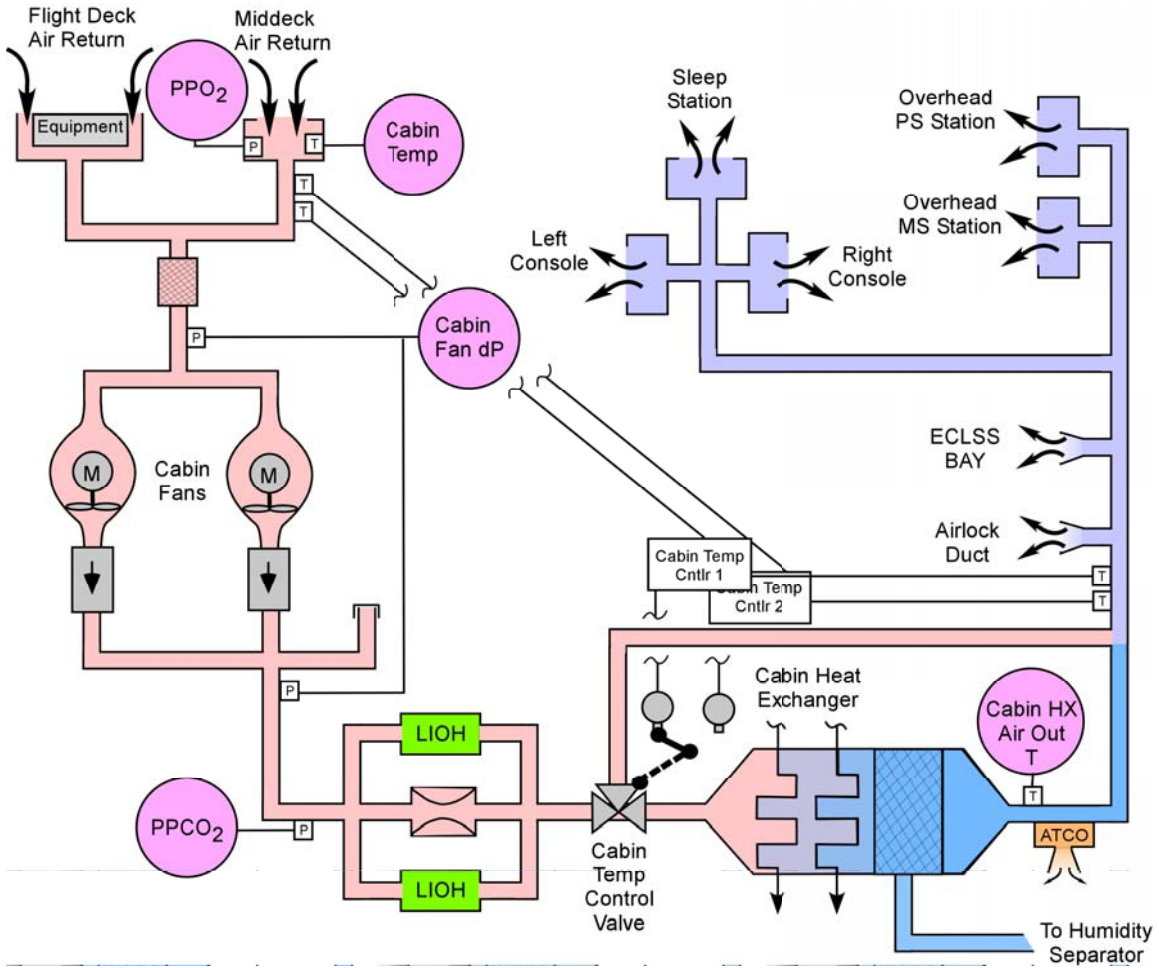 Flight Deck
Air Return
Middeck
Air Return
PPO2
Equipment
P
T
Cabin
Temp
T
T
Sleep
Station
Overhead
PS Station
Overhead
MS Station
Left
Console
Right
Console
P
Cabin
Fan dP
M
Cabin
Fans
M
ECLSS
BAY
Airlock
Duct
Cabin Temp
Cntlr 1
Cabin Temp
Cntlr 2
T
T
P
Cabin Heat
Exchanger
LIOH
Cabin HX
Air Out
T
T
PPCO2
P
ATCO
LIOH
Cabin
Temp
Control
Valve
To Humidity
Separator